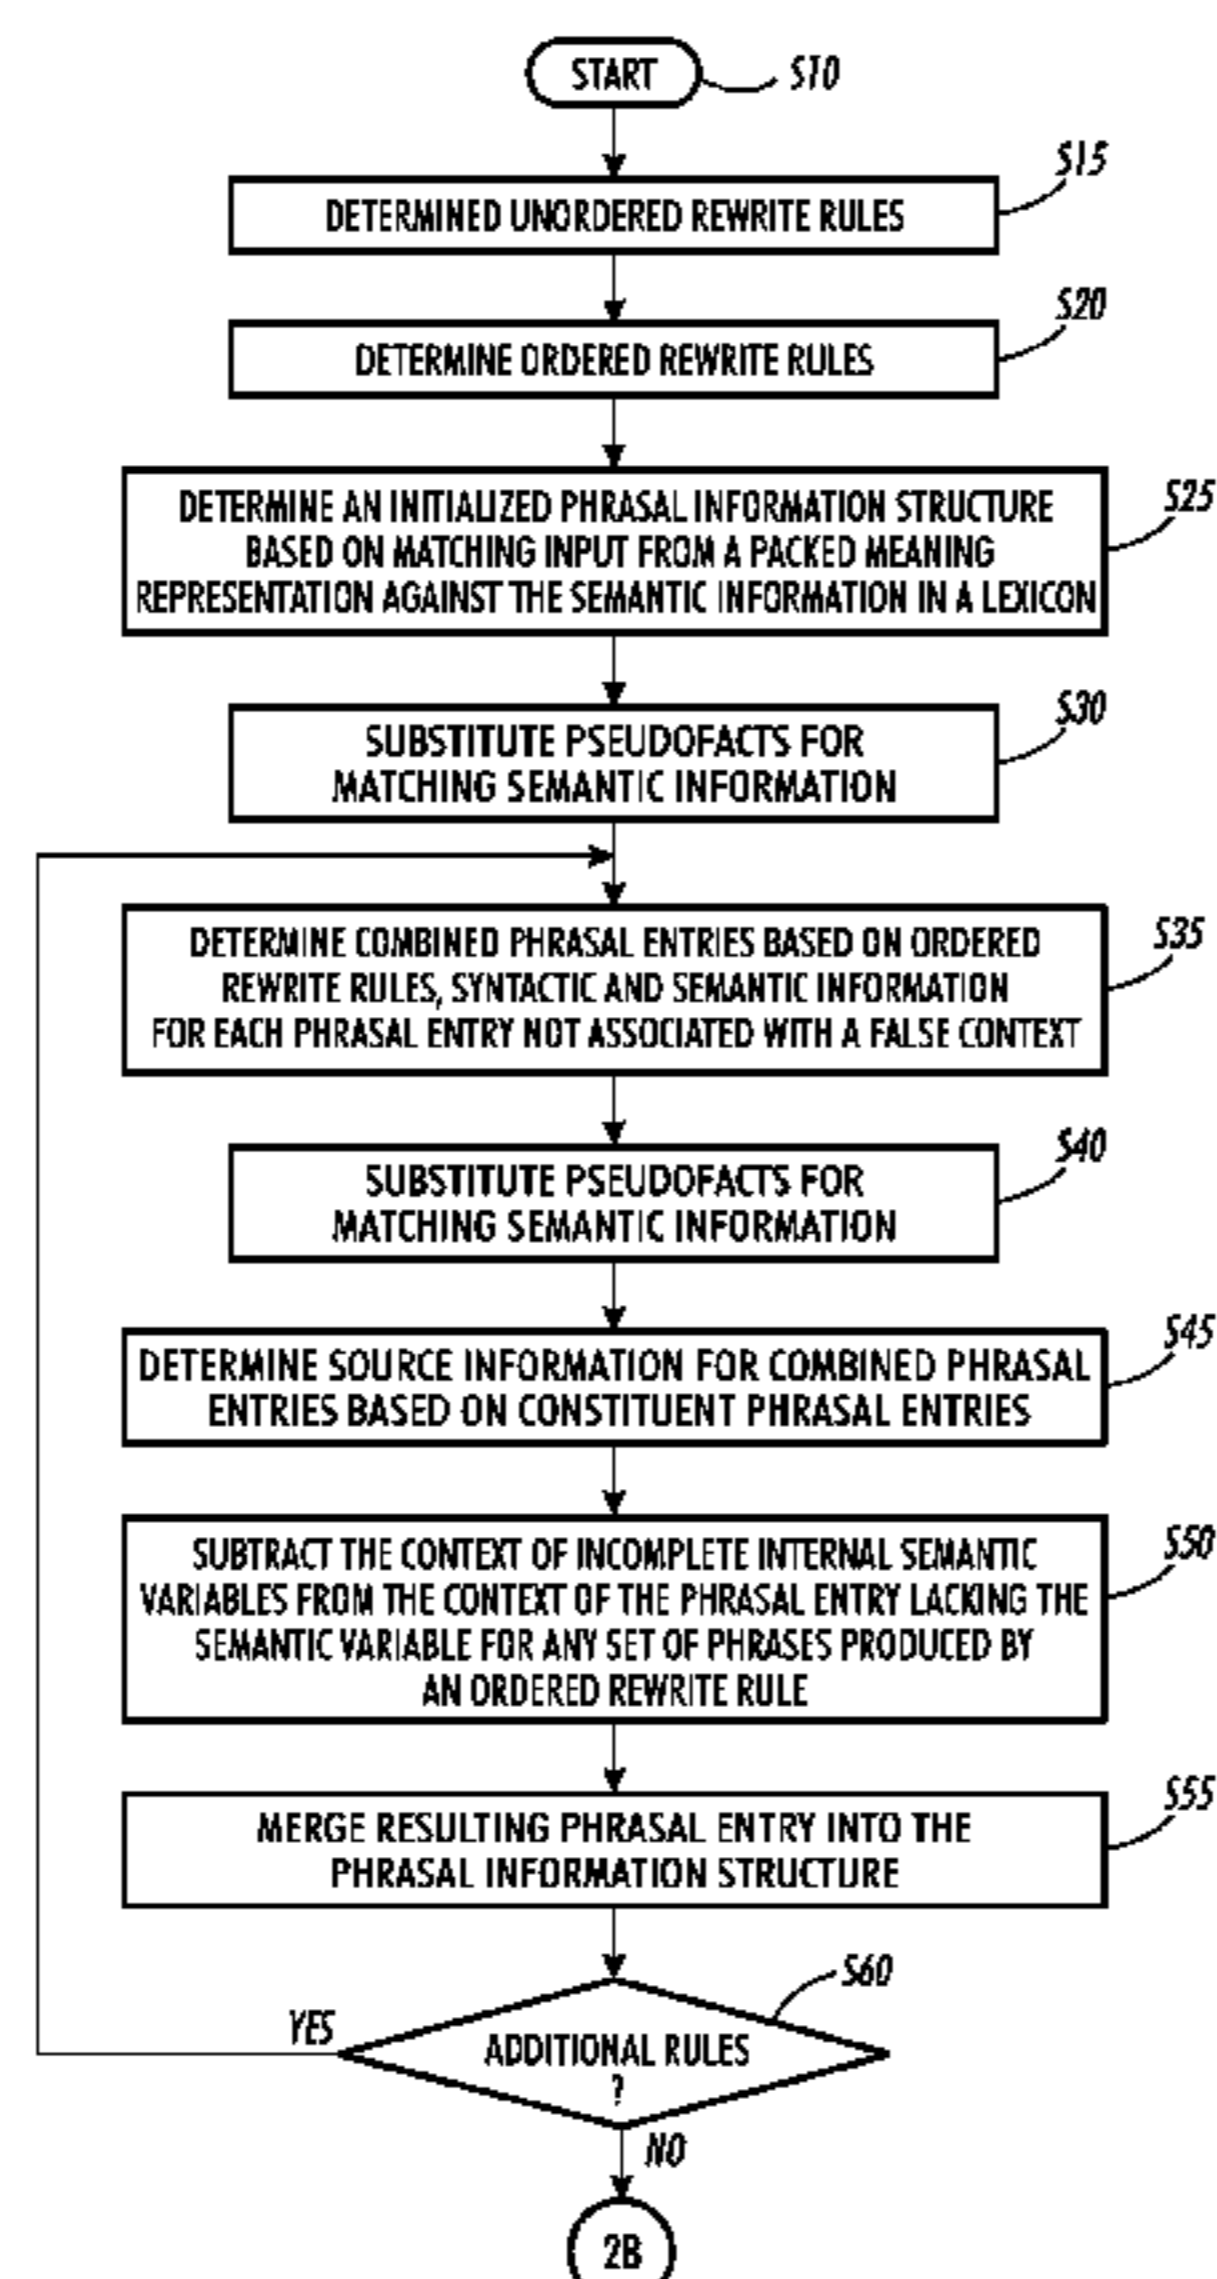 START
S10
S15
DETERMINED UNORDERED REWRITE RULES
S20
DETERMINE ORDERED REWRITE RULES
S25
DETERMINE AN INITIALIZED PHRASAL INFORMATION STRUCTURE
BASED ON MATCHING INPUT FROM A PACKED MEANING
REPRESENTATION AGAINST THE SEMANTIC INFORMATION IN A LEXICON
S30
SUBSTITUTE PSEUDOFACTS FOR
MATCHING SEMANTIC INFORMATION
S35
DETERMINE COMBINED PHRASAL ENTRIES BASED ON ORDERED
REWRITE RULES, SYNTACTIC AND SEMANTIC INFORMATION
FOR EACH PHRASAL ENTRY NOT ASSOCIATED WITH A FALSE CONTEXT
S40
SUBSTITUTE PSEUDOFACTS FOR
MATCHING SEMANTIC INFORMATION
S45
DETERMINE SOURCE INFORMATION FOR COMBINED PHRASAL
ENTRIES BASED ON CONSTITUENT PHRASAL ENTRIES
S50
SUBTRACT THE CONTEXT OF INCOMPLETE INTERNAL SEMANTIC
VARIABLES FROM THE CONTEXT OF THE PHRASAL ENTRY LACKING THE
SEMANTIC VARIABLE FOR ANY SET OF PHRASES PRODUCED BY
AN ORDERED REWRITE RULE
S55
MERGE RESULTING PHRASAL ENTRY INTO THE
PHRASAL INFORMATION STRUCTURE
S60
YES
ADDITIONAL RULES
?
NO
2B